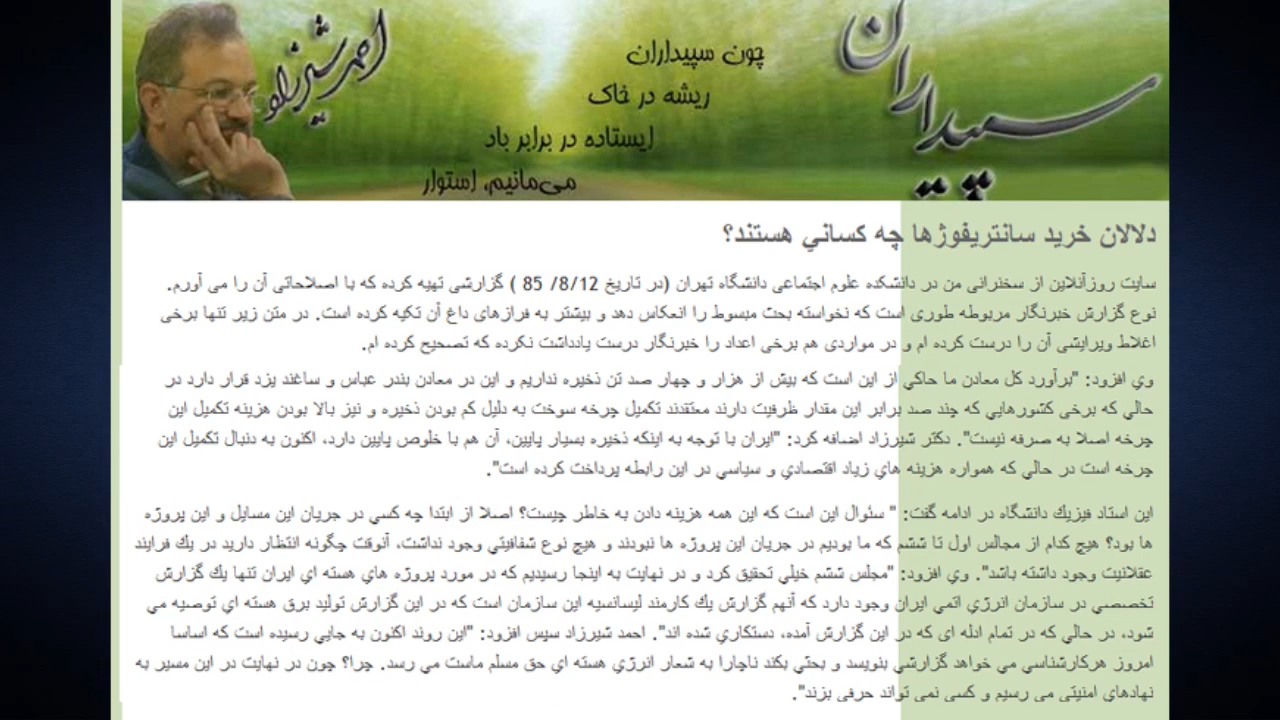 سپیداران
احمد شیرزاد
چون سپیداران
ریشه در خاک
ایستاده در برابر باد
می‌مانیم، استوار
دلالان خريد سانتريفوژها چه كساني هستند؟
سایت روزآنلاین از سخنرانی من در دانشکده علوم اجتماعی دانشگاه تهران (در تاریخ 8/12/ 85 ) گزارشی تهیه کرده که با اصلاحاتی آن را می آورم.
نوع گزارش خبرنگار مربوطه طوری است که نخواسته بحث مبسوط را انعکاس دهد و بیشتر به فرازهای داغ آن تکیه کرده است. در متن زیر تنها برخی
اغلاط ویرایشی آن را درست کرده ام و در مواردی هم برخی اعداد را خبرنگار درست یادداشت نکرده که تصحیح کرده ام.
وي افزود: "برآورد كل معادن ما حاكي از اين است كه بيش از هزار و چهار صد تن ذخيره نداريم و اين در معادن بندر عباس و ساغند يزد قرار دارد در
حالي كه برخي كشورهايي كه چند صد برابر اين مقدار ظرفيت دارند معتقدند تكميل چرخه سوخت به دليل كم بودن ذخيره و نيز بالا بودن هزينه تكميل اين
چرخه اصلا به صرفه نيست". دكتر شيرزاد اضافه كرد: "ايران با توجه به اينكه ذخيره بسيار پايين، آن هم با خلوص پايين دارد، اكنون به دنبال تكميل اين
چرخه است در حالي كه همواره هزينه هاي زياد اقتصادي و سياسي در اين رابطه پرداخت كرده است".
اين استاد فيزيك دانشگاه در ادامه گفت: " سئوال اين است كه اين همه هزينه دادن به خاطر چيست؟ اصلا از ابتدا چه كسي در جريان اين مسايل و اين پروژه
ها بود؟ هيچ كدام از مجالس اول تا ششم كه ما بوديم در جريان اين پروژه ها نبودند و هيچ نوع شفافيتي وجود نداشت، آنوقت چگونه انتظار داريد در يك فرايند
عقلانيت وجود داشته باشد". وي افزود: "مجلس ششم خيلي تحقيق كرد و در نهايت به اينجا رسيديم كه در مورد پروژه هاي هسته اي ايران تنها يك گزارش
تخصصي در سازمان انرژي اتمي ايران وجود دارد كه آنهم گزارش يك كارمند ليسانسيه اين سازمان است كه در اين گزارش توليد برق هسته اي توصيه مي
شود، در حالي كه در تمام ادله ای كه در اين گزارش آمده، دستكاري شده اند". احمد شيرزاد سپس افزود: "اين روند اكنون به جايي رسيده است كه اساسا
امروز هركارشناسي مي خواهد گزارشي بنويسد و بحثي بكند ناچارا به شعار انرژي هسته اي حق مسلم ماست مي رسد. چرا؟ چون در نهايت در اين مسير به
نهادهاي امنيتي مي رسيم و كسي نمي تواند حرفي بزند".